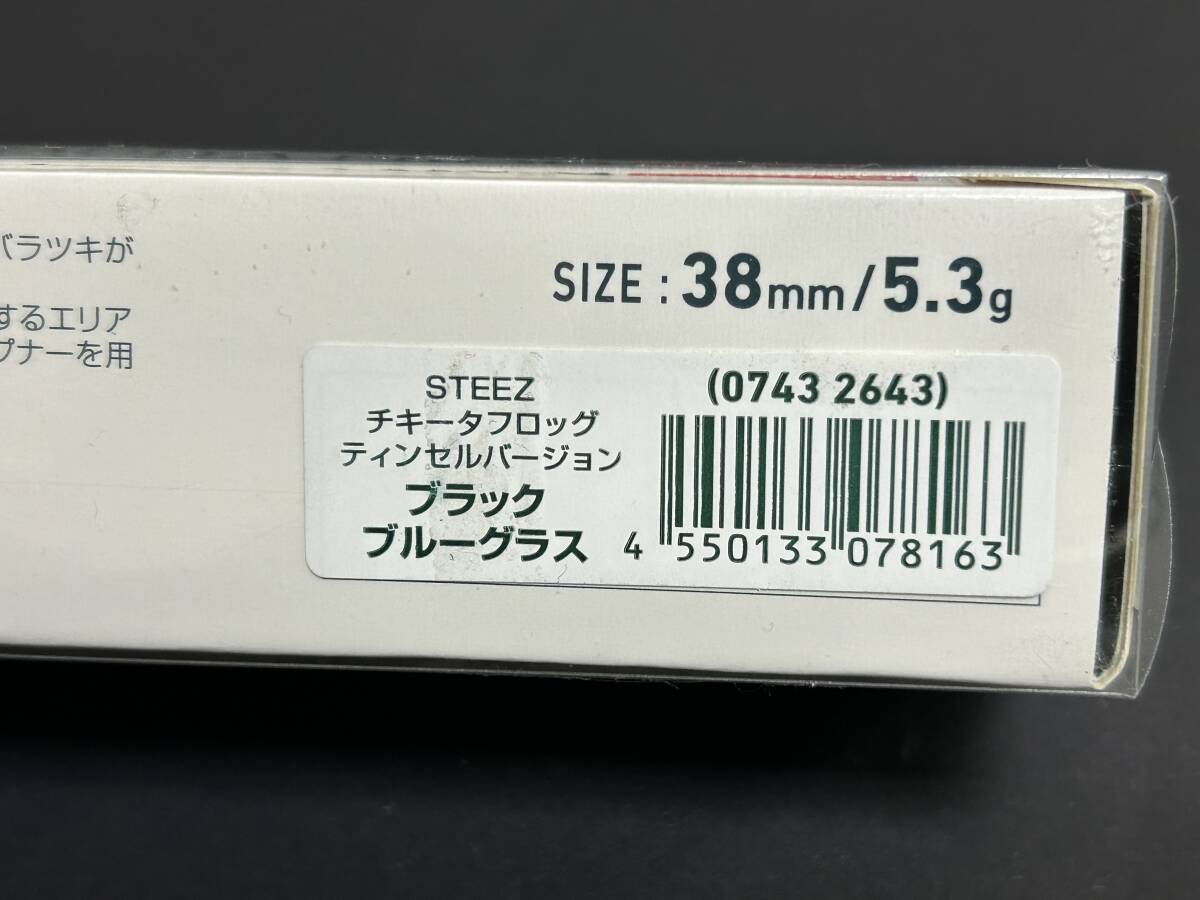 バラツキが
するエリア
プナーを用
SIZE : 38mm/5.3g
STEEZ
チキータフロッグ
ティンセルバージョン
ブラック
ブルーグラス
(0743 2643)
4 550133 078163